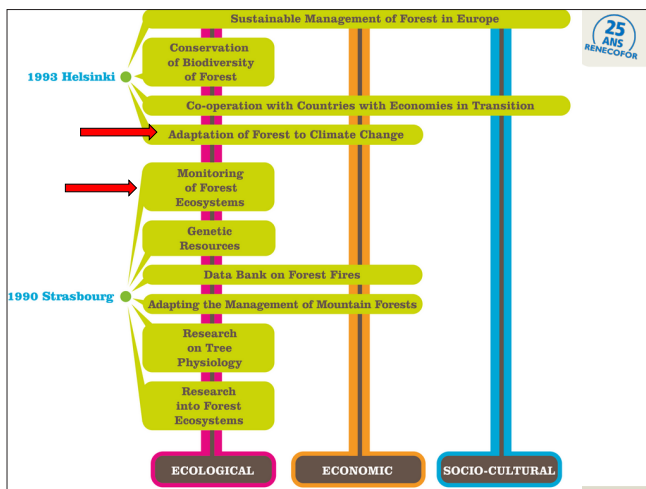 Sustainable Management of Forest in Europe
25
ANS
RENECOFOR
Conservation
of Biodiversity
of Forest
1993 Helsinki
Co-operation with Countries with Economies in Transition
Adaptation of Forest to Climate Change
Monitoring
of Forest
Ecosystems
Genetic
Resources
Data Bank on Forest Fires
1990 Strasbourg
Adapting the Management of Mountain Forests
Research
on Tree
Physiology
Research
into Forest
Ecosystems
ECOLOGICAL
ECONOMIC
SOCIO-CULTURAL